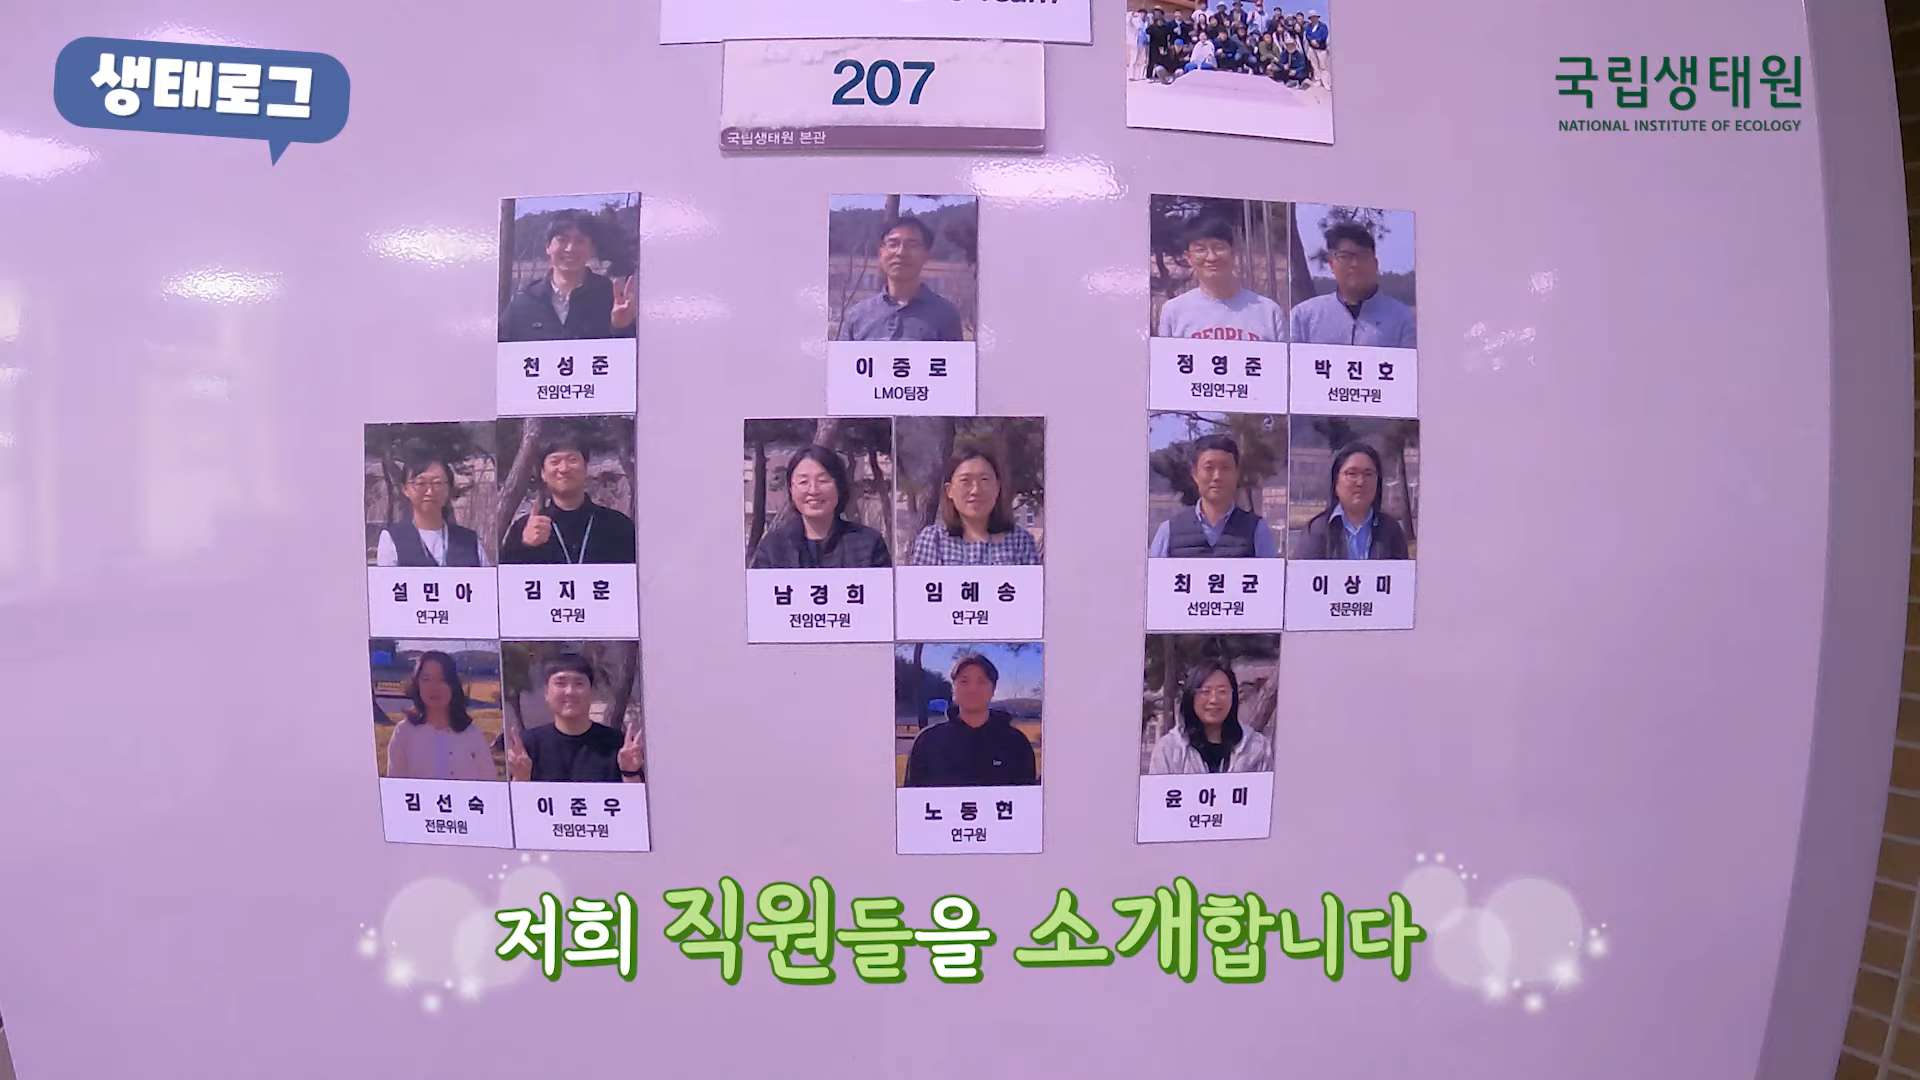 생태로그
국립생태원
NATIONAL INSTITUTE OF ECOLOGY
207
국립생태원 본관
천성준
전임연구원
이중로
LMO팀장
정영준
전임연구원
박진호
선임연구원
PEOPLE
설민아
연구원
김지훈
연구원
남경희
전임연구원
임혜송
연구원
최원균
선임연구원
이상미
전문위원
김선숙
전문위원
이준우
전임연구원
노동현
연구원
윤아미
연구원
저희 직원들을 소개합니다